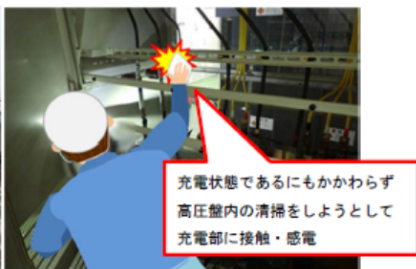 充電状態であるにもかかわらず
高圧盤内の清掃をしようとして
充電部に接触・感電